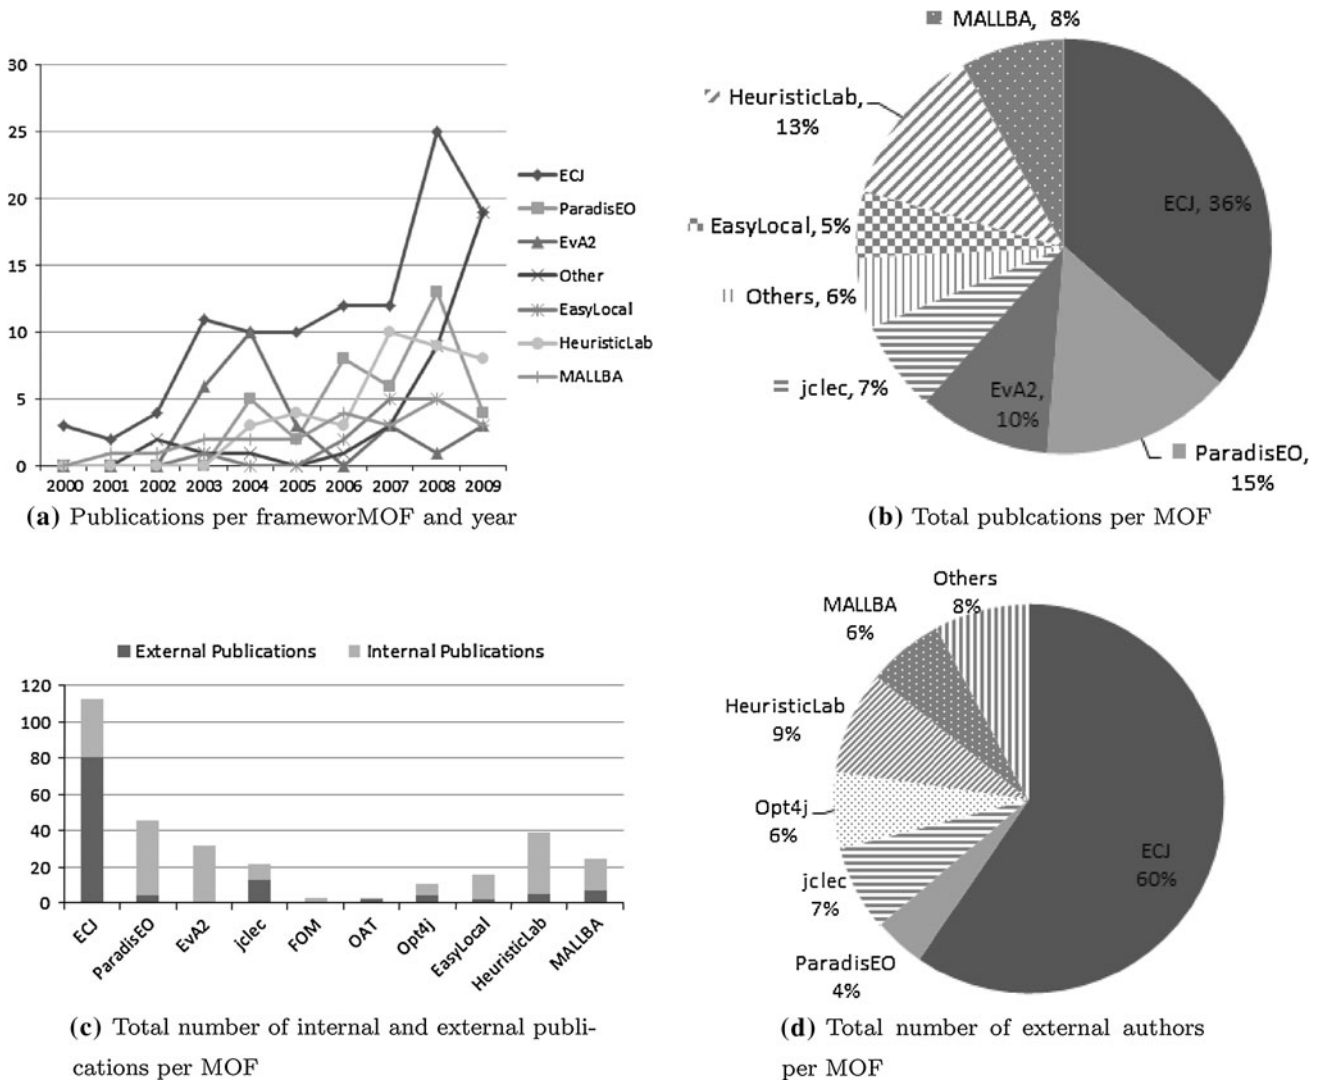 30
25
20
15
10
5
0
2000 2001 2002 2003 2004 2005 2006 2007 2008 2009
ECJ
ParadisEO
EvA2
Other
EasyLocal
HeuristicLab
MALLBA
(a) Publications per frameworMOF and year
MALLBA, 8%
HeuristicLab,
13%
ECJ, 36%
EasyLocal, 5%
Others, 6%
jclec, 7%
EvA2,
10%
ParadisEO,
15%
(b) Total publcations per MOF
External Publications Internal Publications
120
100
80
60
40
20
0
ECJ ParadisEO EvA2 jclec FOM OAT Opt4j EasyLocal HeuristicLab MALLBA
(c) Total number of internal and external publi-
cations per MOF
Others
8%
MALLBA
6%
HeuristicLab
9%
Opt4j
6%
ECJ
60%
jclec
7%
ParadisEO
4%
(d) Total number of external authors
per MOF